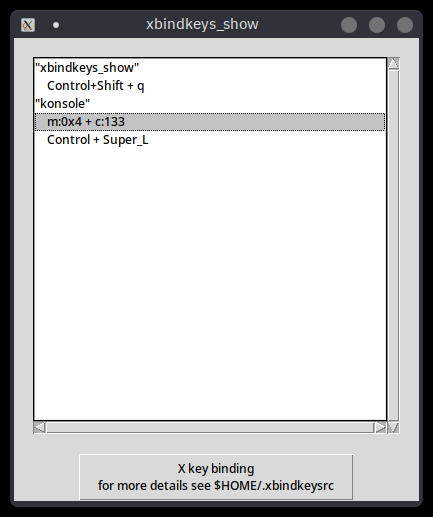 xbindkeys_show
"xbindkeys_show"
Control+Shift + q
"konsole"
m:0x4 + c:133
Control + Super_L
X key binding
for more details see $HOME/.xbindkeysrc